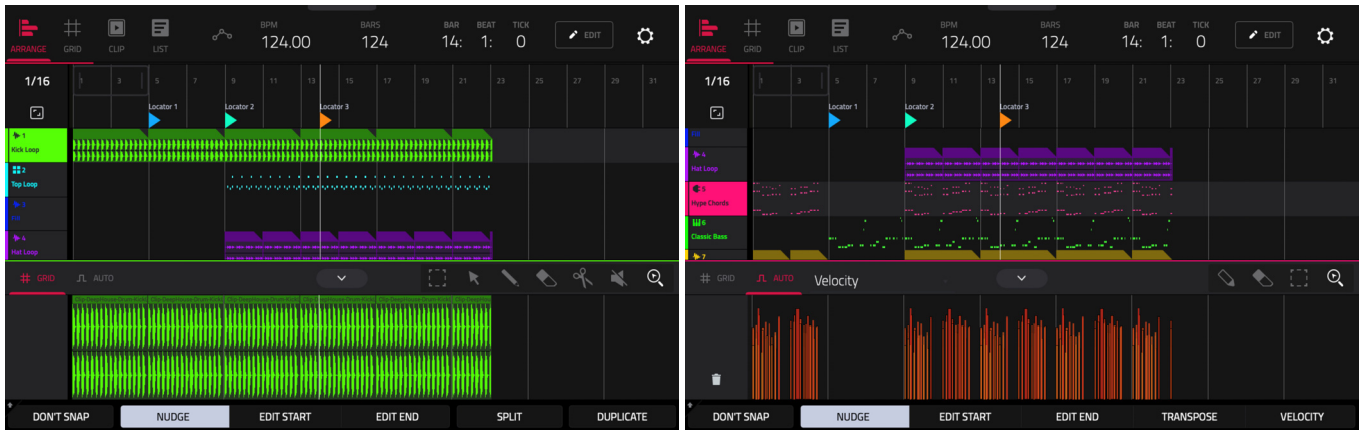 BPM BARS BAR BEAT TICK
124.00 124 14: 1: 0 EDIT
ARRANGE GRID CLIP LIST
1/16 1 3 5 7 9 11 13 15 17 19 21 23 25 27 29 31
Locator 1 Locator 2 Locator 3
1
Kick Loop
2
Top Loop
4
Hat Loop
GRID AUTO
DON'T SNAP NUDGE EDIT START EDIT END SPLIT DUPLICATE
BPM BARS BAR BEAT TICK
124.00 124 14: 1: 0 EDIT
ARRANGE GRID CLIP LIST
1/16 1 3 5 7 9 11 13 15 17 19 21 23 25 27 29 31
Locator 1 Locator 2 Locator 3
4
Hat Loop
5
Hype Chords
6
Classic Bass
7
GRID AUTO Velocity
DON'T SNAP NUDGE EDIT START EDIT END TRANSPOSE VELOCITY